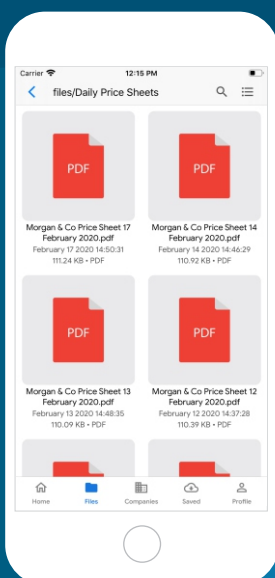 Carrier 12:15 PM
files/Daily Price Sheets
PDF PDF
Morgan & Co Price Sheet 17 February 2020.pdf
February 17 2020 14:50:31
111.24 KB • PDF
Morgan & Co Price Sheet 14 February 2020.pdf
February 14 2020 14:46:29
110.92 KB • PDF
PDF PDF
Morgan & Co Price Sheet 13 February 2020.pdf
February 13 2020 14:48:35
110.09 KB • PDF
Morgan & Co Price Sheet 12 February 2020.pdf
February 12 2020 14:37:28
110.39 KB • PDF
Home Files Companies Saved Profile